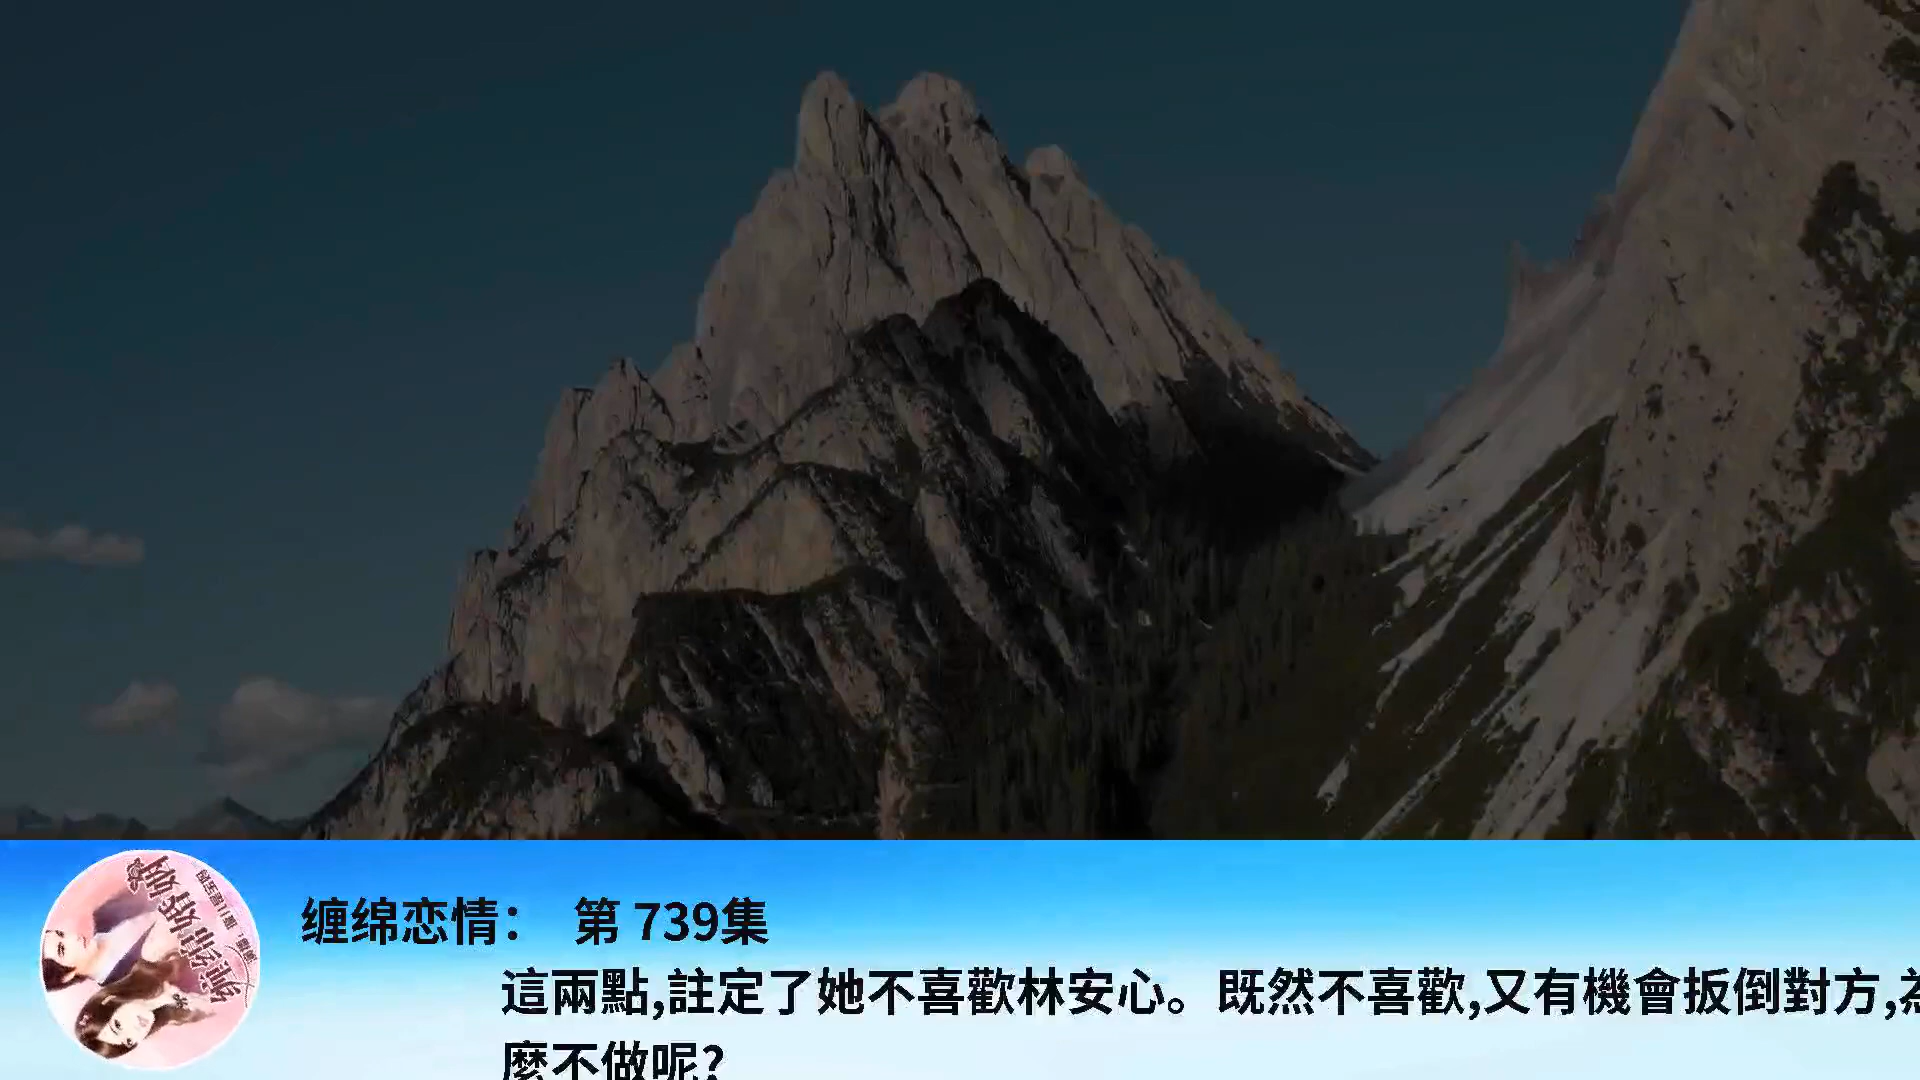 缠绵恋情： 第 739集
這兩點,註定了她不喜歡林安心。既然不喜歡,又有機會扳倒對方,為
麼不做呢?